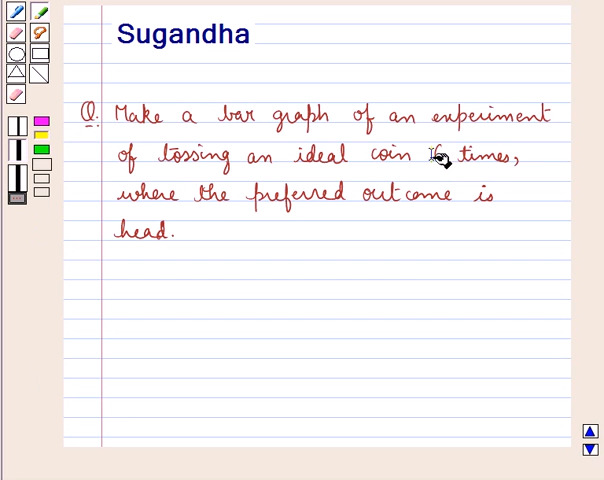 Sugandha
Q. Make a bar graph of an experiment
of tossing an ideal coin times,
where the preferred outcome is
head.